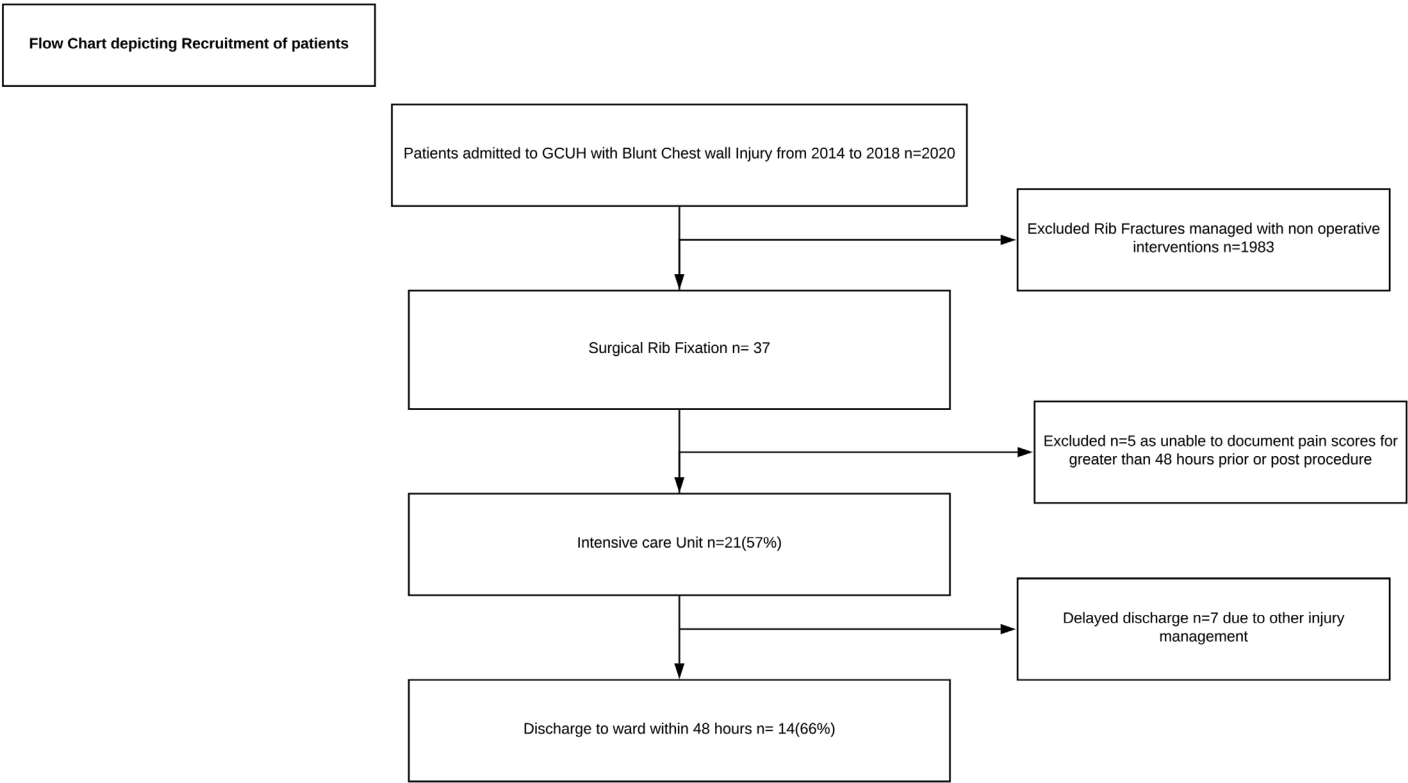 Flow Chart depicting Recruitment of patients
Patients admitted to GCUH with Blunt Chest wall Injury from 2014 to 2018 n=2020
Excluded Rib Fractures managed with non operative
interventions n=1983
Surgical Rib Fixation n= 37
Excluded n=5 as unable to document pain scores for
greater than 48 hours prior or post procedure
Intensive care Unit n=21(57%)
Delayed discharge n=7 due to other injury
management
Discharge to ward within 48 hours n= 14(66%)